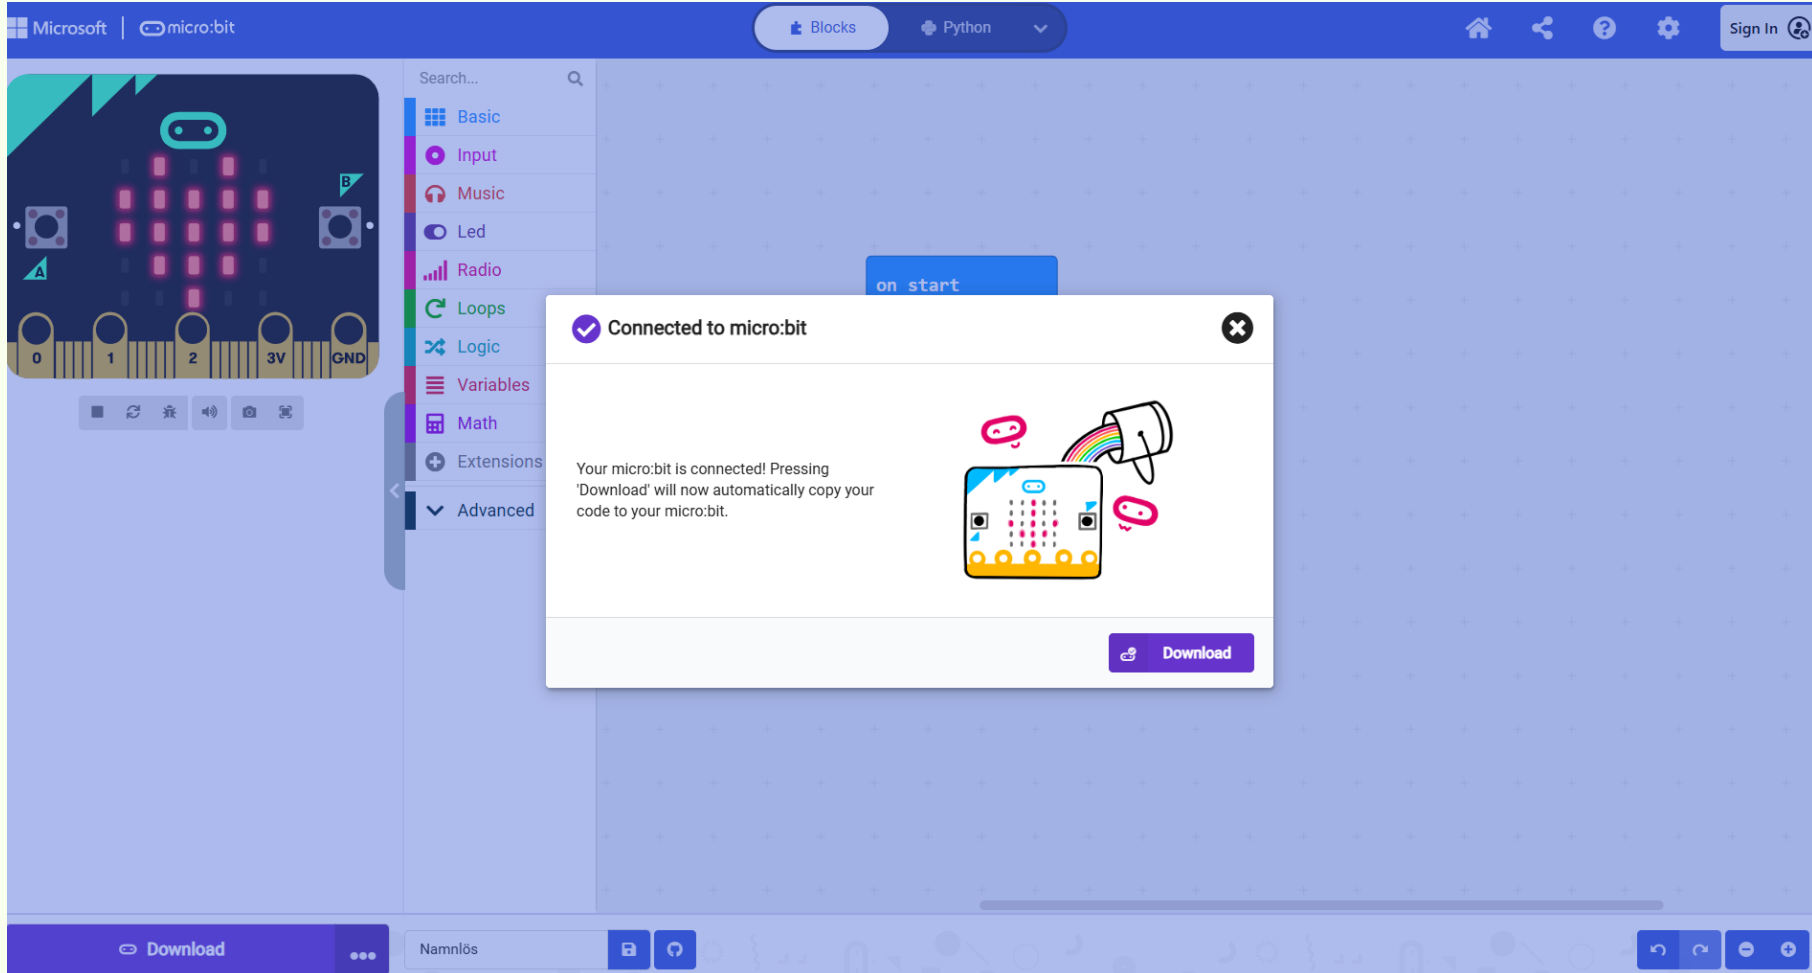 Microsoft
micro:bit
Blocks
Python
Sign In
Search...
Basic
Input
Music
Led
Radio
Loops
Logic
Variables
Math
Extensions
Advanced
B
A
0
1
2
3V
GND
on start
Connected to micro:bit
Your micro:bit is connected! Pressing
'Download' will now automatically copy your
code to your micro:bit.
Download
Download
Namnlös